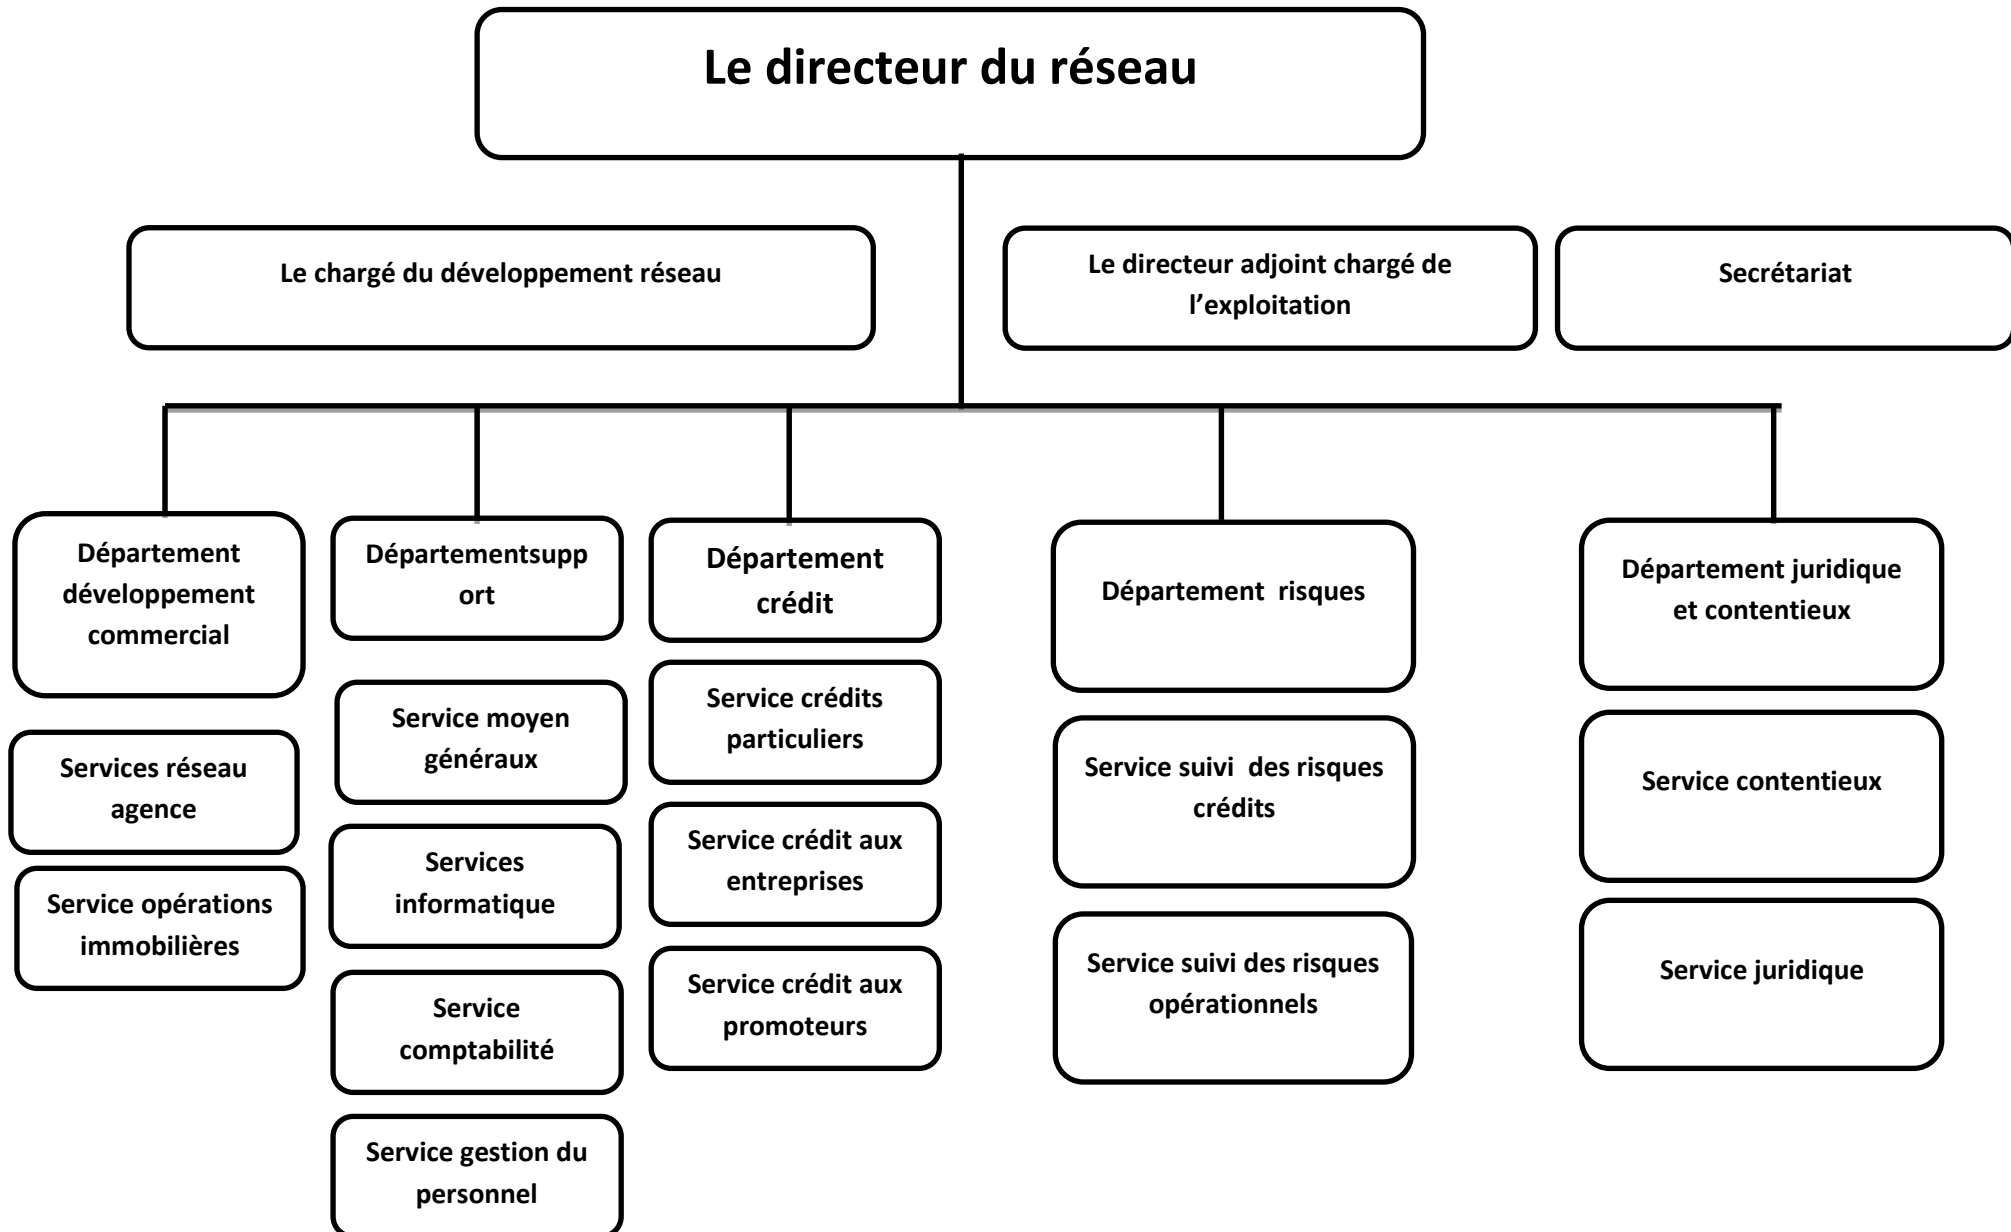 Le directeur du réseau
Le chargé du développement réseau
Le directeur adjoint chargé de
l’exploitation
Secrétariat
Département
développement
commercial
Services réseau
agence
Service opérations
immobilières
Départementsupp
ort
Service moyen
généraux
Services
informatique
Service
comptabilité
Service gestion du
personnel
Département
crédit
Service crédits
particuliers
Service crédit aux
entreprises
Service crédit aux
promoteurs
Département  risques
Service suivi  des risques
crédits
Service suivi des risques
opérationnels
Département juridique
et contentieux
Service contentieux
Service juridique